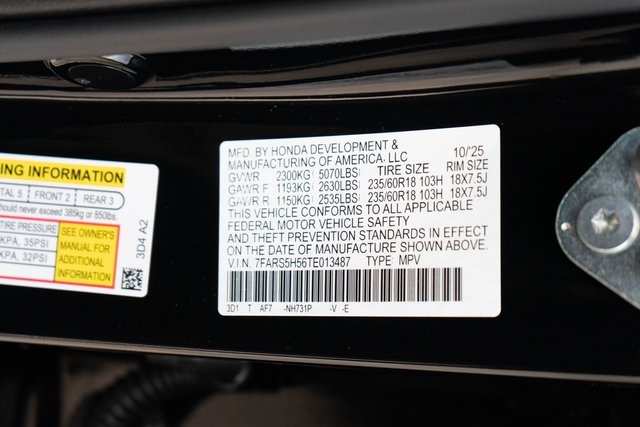 ING INFORMATION
TAL 5 FRONT 2 REAR 3
hould never exceed 385kg or 850lbs.
TIRE PRESSURE
KPA, 35PSI
KPA, 32PSI
SEE OWNER'S
MANUAL FOR
ADDITIONAL
INFORMATION
3D4 A2
MFD. BY HONDA DEVELOPMENT & 10/'25
MANUFACTURING OF AMERICA, LLC
GVWR 2300KG( 5070LBS) TIRE SIZE RIM SIZE
GAWR F 1193KG( 2630LBS) 235/60R18 103H 18X7.5J
GAWR R 1150KG( 2535LBS) 235/60R18 103H 18X7.5J
THIS VEHICLE CONFORMS TO ALL APPLICABLE
FEDERAL MOTOR VEHICLE SAFETY
AND THEFT PREVENTION STANDARDS IN EFFECT
ON THE DATE OF MANUFACTURE SHOWN ABOVE.
V.I.N. 7FARS5H56TE013487 TYPE: MPV
3D1 T AF7 -NH731P -V -E